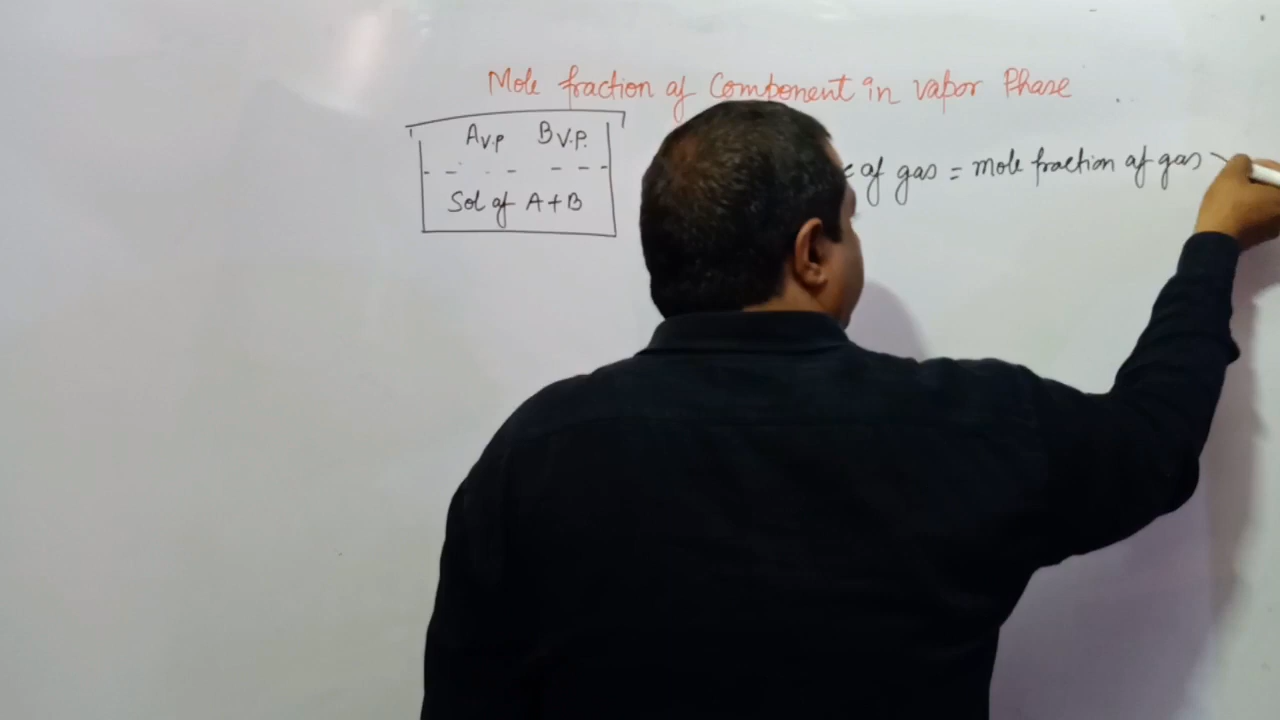 Mole fraction of Component in vapor Phase
A v.p B v.p.
Sol of A + B
of gas = mole fraction of gas